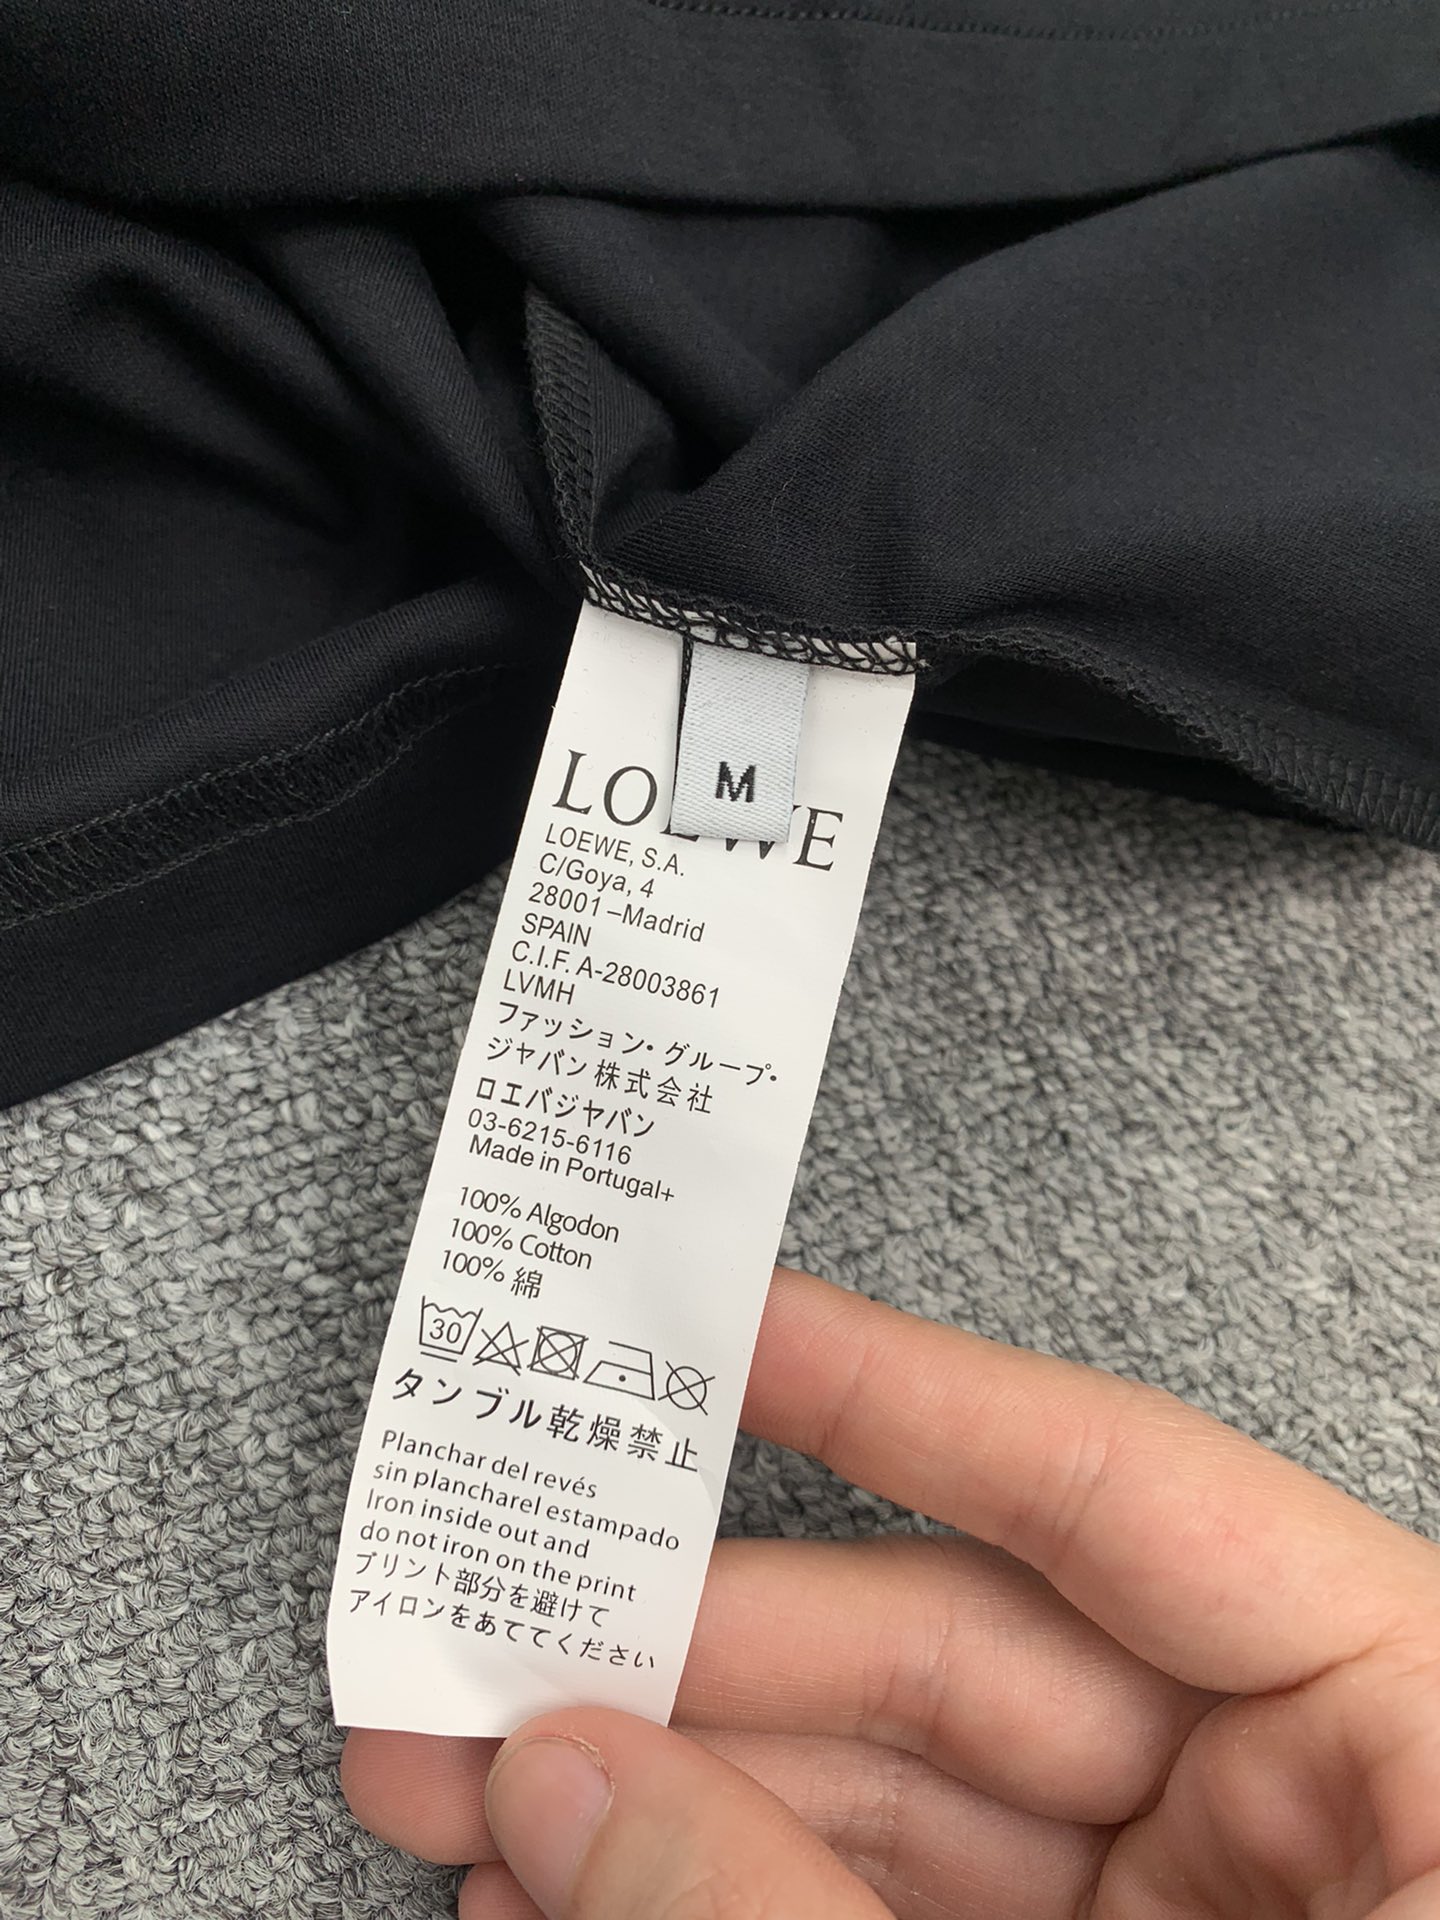 M
LOEWE
LOEWE, S.A.
C/Goya, 4
28001–Madrid
SPAIN
C.I.F. A-28003861
LVMH
ファッション・グループ・
ジャバン株式会社
ロエバジャバン
03-6215-6116
Made in Portugal+
100% Algodon
100% Cotton
100% 綿
30
タンブル乾燥禁止
Planchar del revés
sin plancharel estampado
Iron inside out and
do not iron on the print
プリント部分を避けて
アイロンをあててください